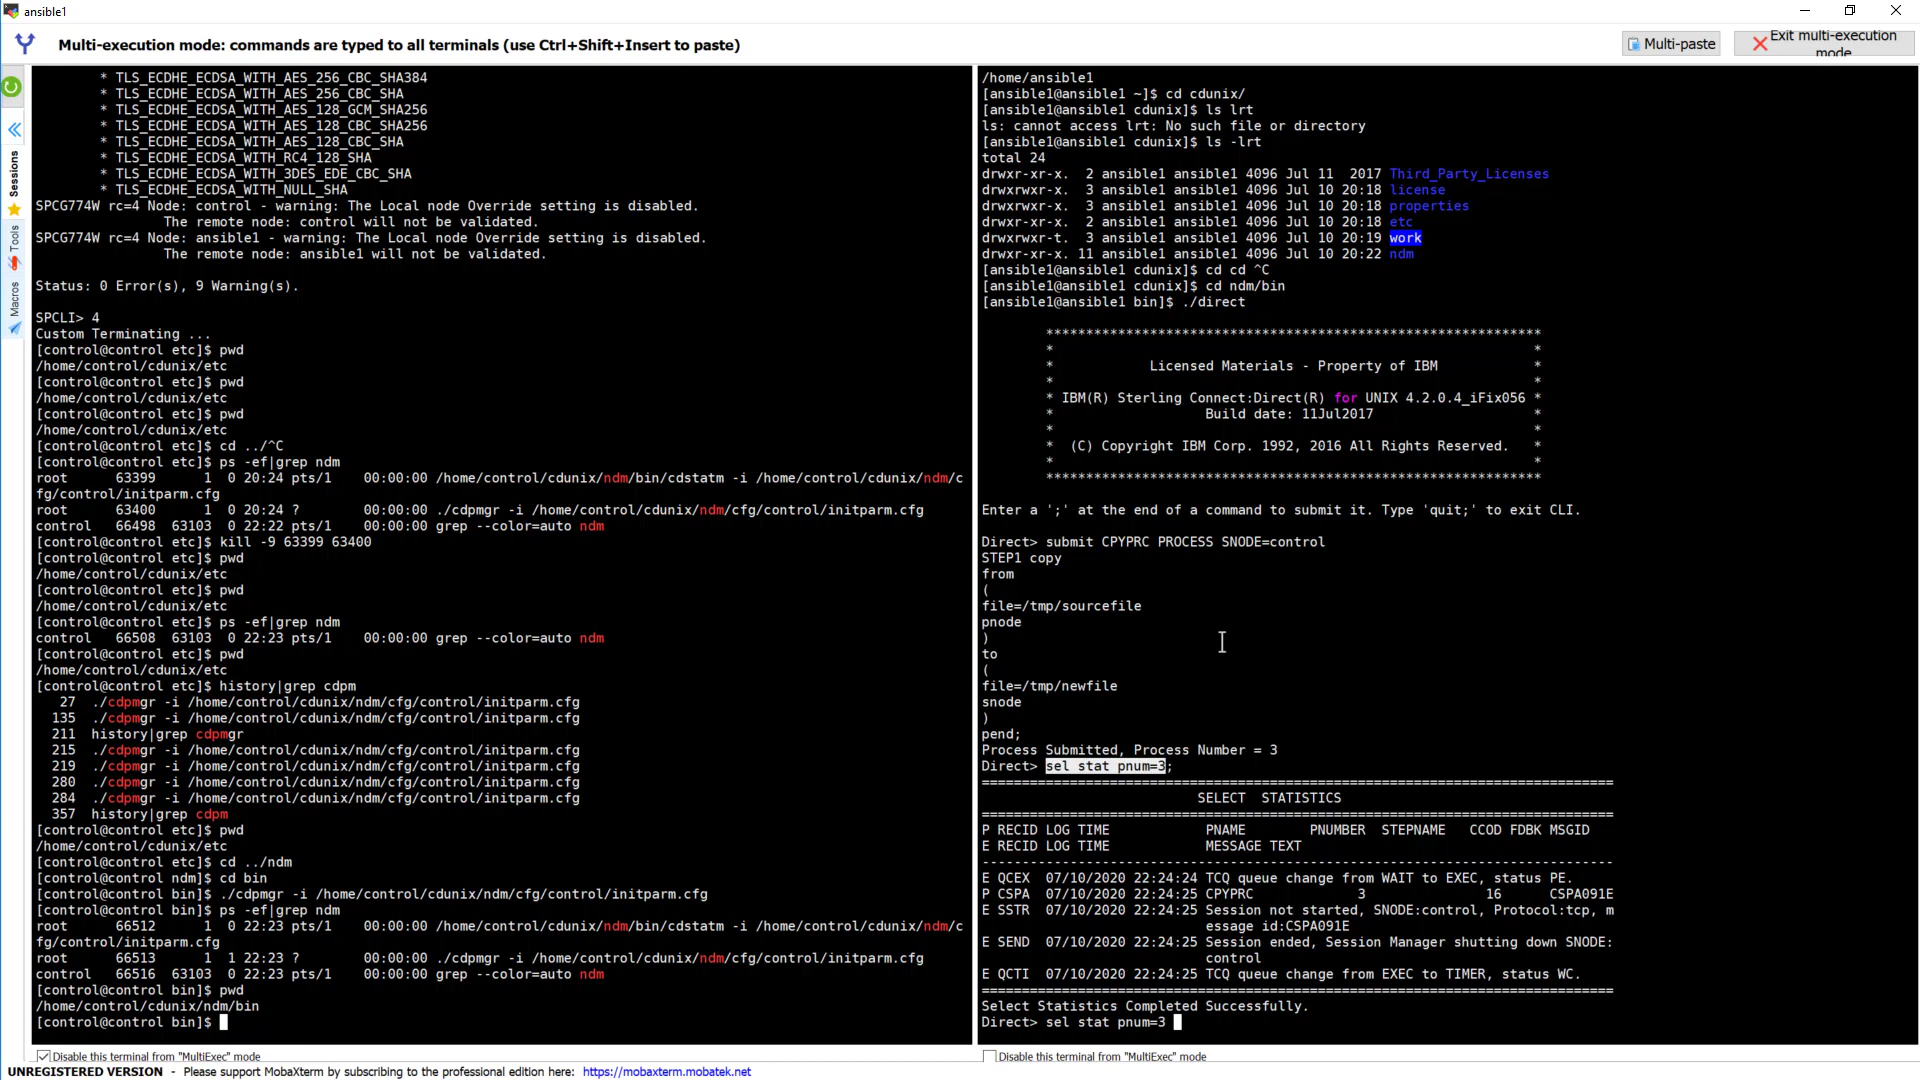 ansible1
Multi-execution mode: commands are typed to all terminals (use Ctrl+Shift+Insert to paste)
Multi-paste
Exit multi-execution mode
Sessions
Tools
Macros
* TLS_ECDHE_ECDSA_WITH_AES_256_CBC_SHA384
* TLS_ECDHE_ECDSA_WITH_AES_256_CBC_SHA
* TLS_ECDHE_ECDSA_WITH_AES_128_GCM_SHA256
* TLS_ECDHE_ECDSA_WITH_AES_128_CBC_SHA256
* TLS_ECDHE_ECDSA_WITH_AES_128_CBC_SHA
* TLS_ECDHE_ECDSA_WITH_RC4_128_SHA
* TLS_ECDHE_ECDSA_WITH_3DES_EDE_CBC_SHA
* TLS_ECDHE_ECDSA_WITH_NULL_SHA
SPCG774W rc=4 Node: control - warning: The Local node Override setting is disabled.
The remote node: control will not be validated.
SPCG774W rc=4 Node: ansible1 - warning: The Local node Override setting is disabled.
The remote node: ansible1 will not be validated.
Status: 0 Error(s), 9 Warning(s).
SPCLI> 4
Custom Terminating ...
[control@control etc]$ pwd
/home/control/cdunix/etc
[control@control etc]$ pwd
/home/control/cdunix/etc
[control@control etc]$ pwd
/home/control/cdunix/etc
[control@control etc]$ cd ../^C
[control@control etc]$ ps -ef|grep ndm
root 63399 1 0 20:24 pts/1 00:00:00 /home/control/cdunix/ndm/bin/cdstatm -i /home/control/cdunix/ndm/c
fg/control/initparm.cfg
root 63400 1 0 20:24 ? 00:00:00 ./cdpmgr -i /home/control/cdunix/ndm/cfg/control/initparm.cfg
control 66498 63103 0 22:22 pts/1 00:00:00 grep --color=auto ndm
[control@control etc]$ kill -9 63399 63400
[control@control etc]$ pwd
/home/control/cdunix/etc
[control@control etc]$ pwd
/home/control/cdunix/etc
[control@control etc]$ ps -ef|grep ndm
control 66508 63103 0 22:23 pts/1 00:00:00 grep --color=auto ndm
[control@control etc]$ pwd
/home/control/cdunix/etc
[control@control etc]$ history|grep cdpm
27 ./cdpmgr -i /home/control/cdunix/ndm/cfg/control/initparm.cfg
135 ./cdpmgr -i /home/control/cdunix/ndm/cfg/control/initparm.cfg
211 history|grep cdpmgr
215 ./cdpmgr -i /home/control/cdunix/ndm/cfg/control/initparm.cfg
219 ./cdpmgr -i /home/control/cdunix/ndm/cfg/control/initparm.cfg
280 ./cdpmgr -i /home/control/cdunix/ndm/cfg/control/initparm.cfg
284 ./cdpmgr -i /home/control/cdunix/ndm/cfg/control/initparm.cfg
357 history|grep cdpm
[control@control etc]$ pwd
/home/control/cdunix/etc
[control@control etc]$ cd ../ndm
[control@control ndm]$ cd bin
[control@control bin]$ ./cdpmgr -i /home/control/cdunix/ndm/cfg/control/initparm.cfg
[control@control bin]$ ps -ef|grep ndm
root 66512 1 0 22:23 pts/1 00:00:00 /home/control/cdunix/ndm/bin/cdstatm -i /home/control/cdunix/ndm/c
fg/control/initparm.cfg
root 66513 1 1 22:23 ? 00:00:00 ./cdpmgr -i /home/control/cdunix/ndm/cfg/control/initparm.cfg
control 66516 63103 0 22:23 pts/1 00:00:00 grep --color=auto ndm
[control@control bin]$ pwd
/home/control/cdunix/ndm/bin
[control@control bin]$
Disable this terminal from "MultiExec" mode
/home/ansible1
[ansible1@ansible1 ~]$ cd cdunix/
[ansible1@ansible1 cdunix]$ ls lrt
ls: cannot access lrt: No such file or directory
[ansible1@ansible1 cdunix]$ ls -lrt
total 24
drwxr-xr-x. 2 ansible1 ansible1 4096 Jul 11 2017 Third_Party_Licenses
drwxrwxr-x. 3 ansible1 ansible1 4096 Jul 10 20:18 license
drwxrwxr-x. 3 ansible1 ansible1 4096 Jul 10 20:18 properties
drwxr-xr-x. 2 ansible1 ansible1 4096 Jul 10 20:18 etc
drwxrwxr-t. 3 ansible1 ansible1 4096 Jul 10 20:19 work
drwxr-xr-x. 11 ansible1 ansible1 4096 Jul 10 20:22 ndm
[ansible1@ansible1 cdunix]$ cd cd ^C
[ansible1@ansible1 cdunix]$ cd ndm/bin
[ansible1@ansible1 bin]$ ./direct
**************************************************************
* *
* Licensed Materials - Property of IBM *
* *
* IBM(R) Sterling Connect:Direct(R) for UNIX 4.2.0.4_iFix056 *
* Build date: 11Jul2017 *
* *
* (C) Copyright IBM Corp. 1992, 2016 All Rights Reserved. *
* *
**************************************************************
Enter a ';' at the end of a command to submit it. Type 'quit;' to exit CLI.
Direct> submit CPYPRC PROCESS SNODE=control
STEP1 copy
from
(
file=/tmp/sourcefile
pnode
)
to
(
file=/tmp/newfile
snode
)
pend;
Process Submitted, Process Number = 3
Direct> sel stat pnum=3;
===============================================================================
SELECT STATISTICS
===============================================================================
P RECID LOG TIME PNAME PNUMBER STEPNAME CCOD FDBK MSGID
E RECID LOG TIME MESSAGE TEXT
-------------------------------------------------------------------------------
E QCEX 07/10/2020 22:24:24 TCQ queue change from WAIT to EXEC, status PE.
P CSPA 07/10/2020 22:24:25 CPYPRC 3 16 CSPA091E
E SSTR 07/10/2020 22:24:25 Session not started, SNODE:control, Protocol:tcp, m
essage id:CSPA091E
E SEND 07/10/2020 22:24:25 Session ended, Session Manager shutting down SNODE:
control
E QCTI 07/10/2020 22:24:25 TCQ queue change from EXEC to TIMER, status WC.
===============================================================================
Select Statistics Completed Successfully.
Direct> sel stat pnum=3
Disable this terminal from "MultiExec" mode
UNREGISTERED VERSION - Please support MobaXterm by subscribing to the professional edition here: https://mobaxterm.mobatek.net